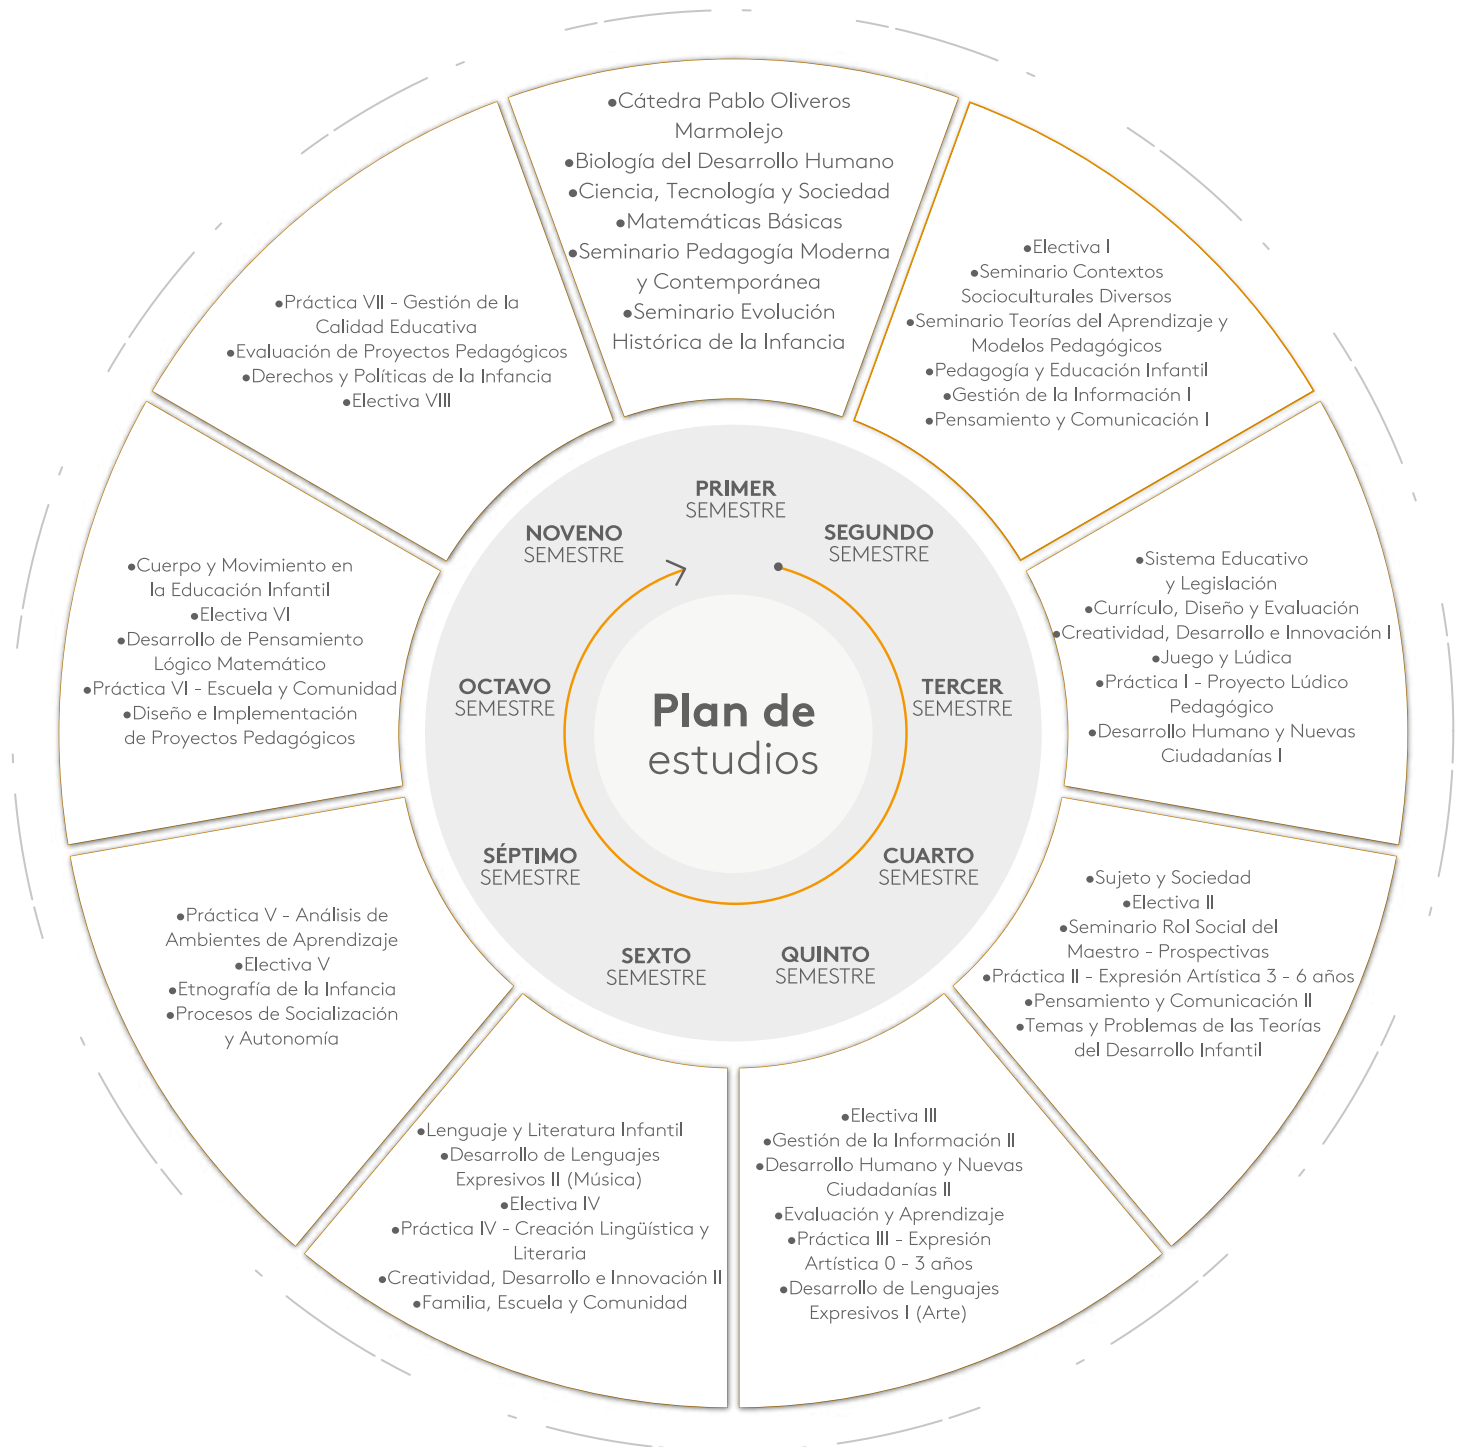 Plan de
estudios
PRIMER
SEMESTRE
•Cátedra Pablo Oliveros
Marmolejo
•Biología del Desarrollo Humano
•Ciencia, Tecnología y Sociedad
•Matemáticas Básicas
•Seminario Pedagogía Moderna
y Contemporánea
•Seminario Evolución
Histórica de la Infancia
SEGUNDO
SEMESTRE
•Electiva I
•Seminario Contextos
Socioculturales Diversos
•Seminario Teorías del Aprendizaje y
Modelos Pedagógicos
•Pedagogía y Educación Infantil
•Gestión de la Información I
•Pensamiento y Comunicación I
TERCER
SEMESTRE
•Sistema Educativo
y Legislación
•Currículo, Diseño y Evaluación
•Creatividad, Desarrollo e Innovación I
•Juego y Lúdica
•Práctica I - Proyecto Lúdico
Pedagógico
•Desarrollo Humano y Nuevas
Ciudadanías I
CUARTO
SEMESTRE
•Sujeto y Sociedad
•Electiva II
•Seminario Rol Social del
Maestro - Prospectivas
•Práctica II - Expresión Artística 3 - 6 años
•Pensamiento y Comunicación II
•Temas y Problemas de las Teorías
del Desarrollo Infantil
QUINTO
SEMESTRE
•Electiva III
•Gestión de la Información II
•Desarrollo Humano y Nuevas
Ciudadanías II
•Evaluación y Aprendizaje
•Práctica III - Expresión
Artística 0 - 3 años
•Desarrollo de Lenguajes
Expresivos I (Arte)
SEXTO
SEMESTRE
•Lenguaje y Literatura Infantil
•Desarrollo de Lenguajes
Expresivos II (Música)
•Electiva IV
•Práctica IV - Creación Lingüística y
Literaria
•Creatividad, Desarrollo e Innovación II
•Familia, Escuela y Comunidad
SÉPTIMO
SEMESTRE
•Práctica V - Análisis de
Ambientes de Aprendizaje
•Electiva V
•Etnografía de la Infancia
•Procesos de Socialización
y Autonomía
OCTAVO
SEMESTRE
•Cuerpo y Movimiento en
la Educación Infantil
•Electiva VI
•Desarrollo de Pensamiento
Lógico Matemático
•Práctica VI - Escuela y Comunidad
•Diseño e Implementación
de Proyectos Pedagógicos
NOVENO
SEMESTRE
•Práctica VII - Gestión de la
Calidad Educativa
•Evaluación de Proyectos Pedagógicos
•Derechos y Políticas de la Infancia
•Electiva VIII